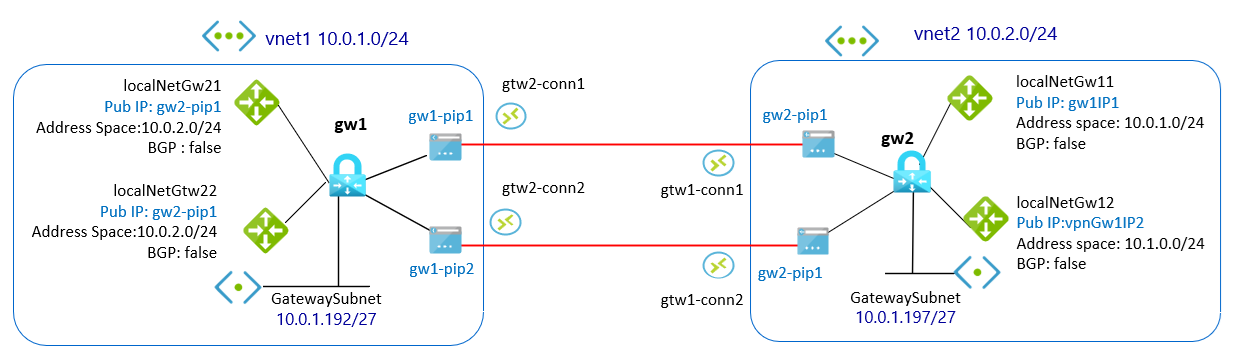 vnet1 10.0.1.0/24
vnet2 10.0.2.0/24
localNetGw21
Pub IP: gw2-pip1
Address Space:10.0.2.0/24
BGP : false
gw1
gw1-pip1
gtw2-conn1
gw2-pip1
gtw1-conn1
gw2
localNetGw11
Pub IP: gw1IP1
Address space: 10.0.1.0/24
BGP: false
localNetGtw22
Pub IP: gw2-pip1
Address Space:10.0.2.0/24
BGP: false
gtw2-conn2
gw1-pip2
gtw1-conn2
gw2-pip1
localNetGw12
Pub IP:vpnGw1IP2
Address space: 10.1.0.0/24
BGP: false
GatewaySubnet
10.0.1.192/27
GatewaySubnet
10.0.1.197/27